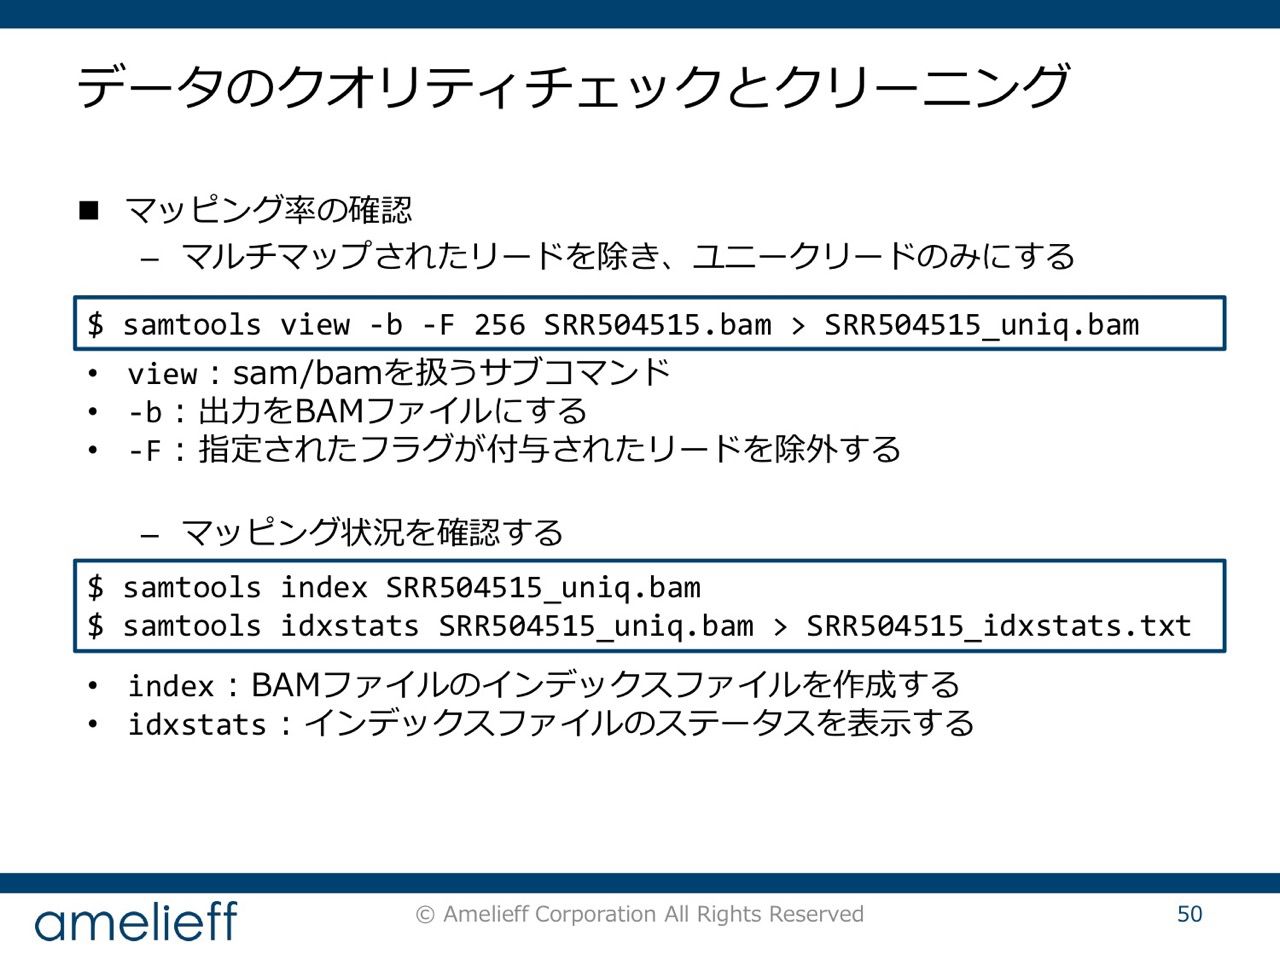 データのクオリティチェックとクリーニング
■ マッピング率の確認
– マルチマップされたリードを除き、ユニークリードのみにする
$ samtools view -b -F 256 SRR504515.bam > SRR504515_uniq.bam
• view：sam/bamを扱うサブコマンド
• -b：出力をBAMファイルにする
• -F：指定されたフラグが付与されたリードを除外する
– マッピング状況を確認する
$ samtools index SRR504515_uniq.bam
$ samtools idxstats SRR504515_uniq.bam > SRR504515_idxstats.txt
• index：BAMファイルのインデックスファイルを作成する
• idxstats：インデックスファイルのステータスを表示する
amelieff
© Amelieff Corporation All Rights Reserved
50